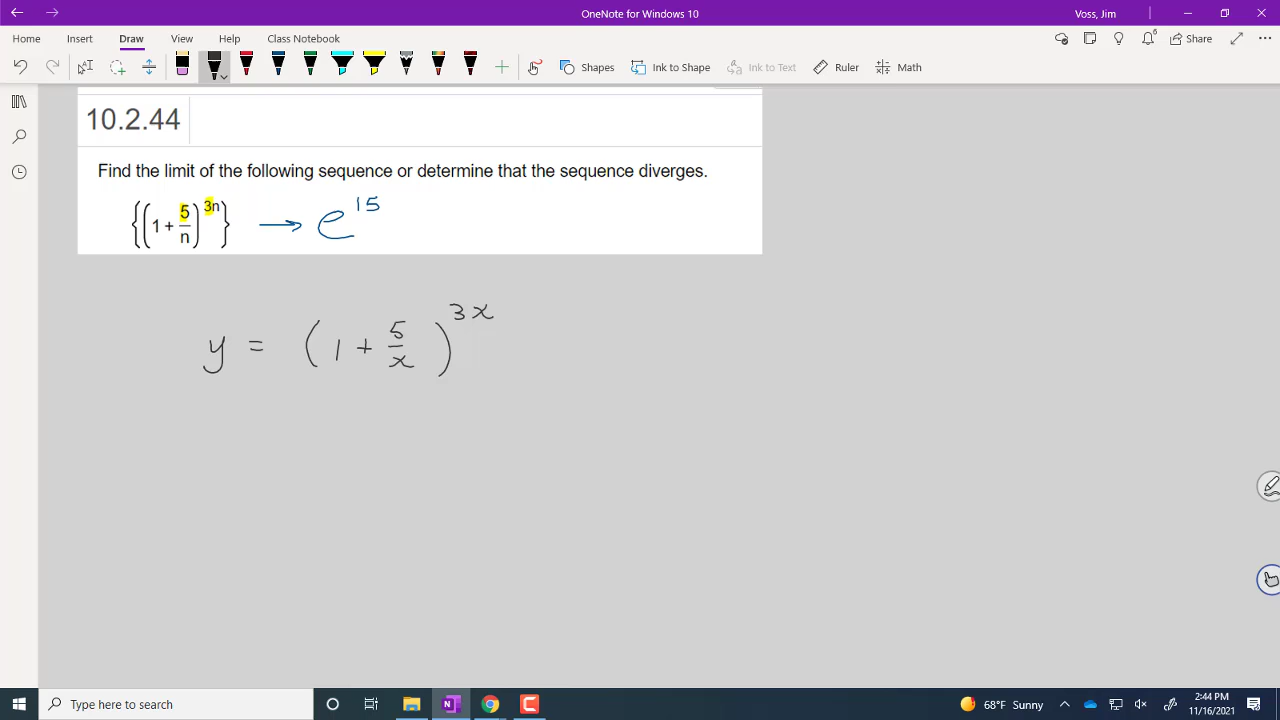 OneNote for Windows 10
Voss, Jim
Home Insert Draw View Help Class Notebook
Share
Shapes Ink to Shape Ink to Text Ruler Math
10.2.44
Find the limit of the following sequence or determine that the sequence diverges.
{(1 + 5/n)^3n} → e^15
y = (1 + 5/x)^3x
Type here to search
68°F Sunny
2:44 PM
11/16/2021